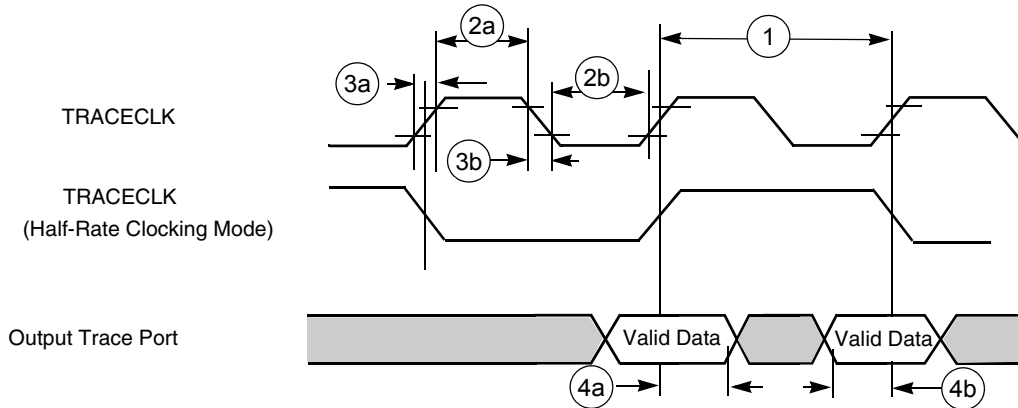 2a
1
3a
2b
TRACECLK
3b
TRACECLK
(Half-Rate Clocking Mode)
Output Trace Port
Valid Data
Valid Data
4a
4b